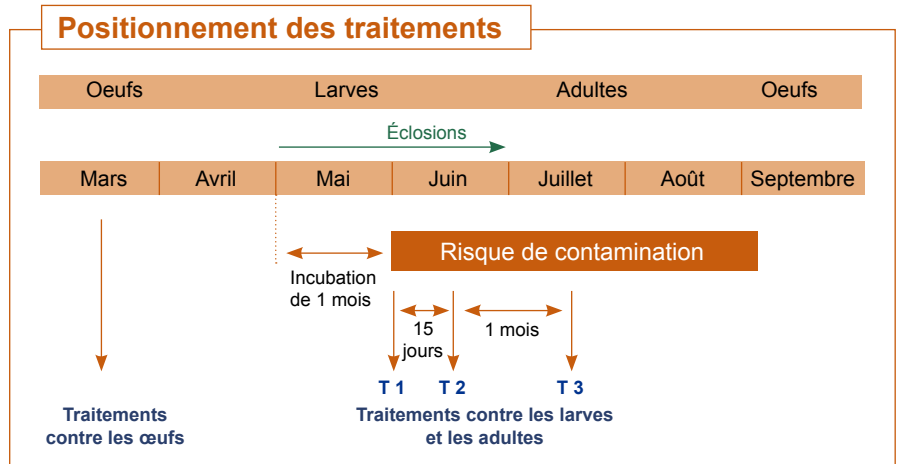 Positionnement des traitements
Oeufs Larves Adultes Oeufs
Éclosions
Mars Avril Mai Juin Juillet Août Septembre
Risque de contamination
Incubation
de 1 mois
15
jours
1 mois
T 1 T 2 T 3
Traitements
contre les œufs
Traitements contre les larves
et les adultes